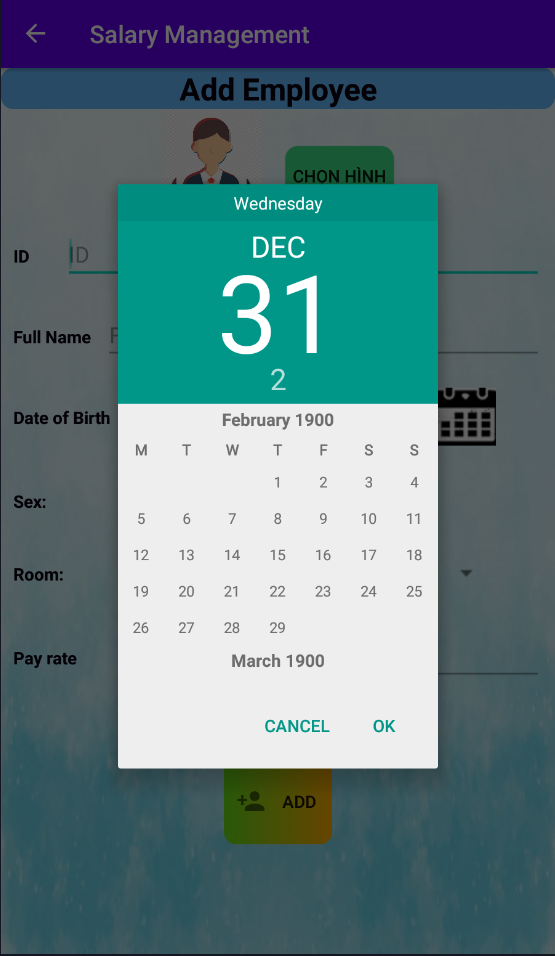 Salary Management
Add Employee
CHỌN HÌNH
Wednesday
DEC
31
2
ID ID
Full Name F
Date of Birth
Sex:
Room:
Pay rate
February 1900
M T W T F S S
1 2 3 4
5 6 7 8 9 10 11
12 13 14 15 16 17 18
19 20 21 22 23 24 25
26 27 28 29
March 1900
CANCEL OK
ADD